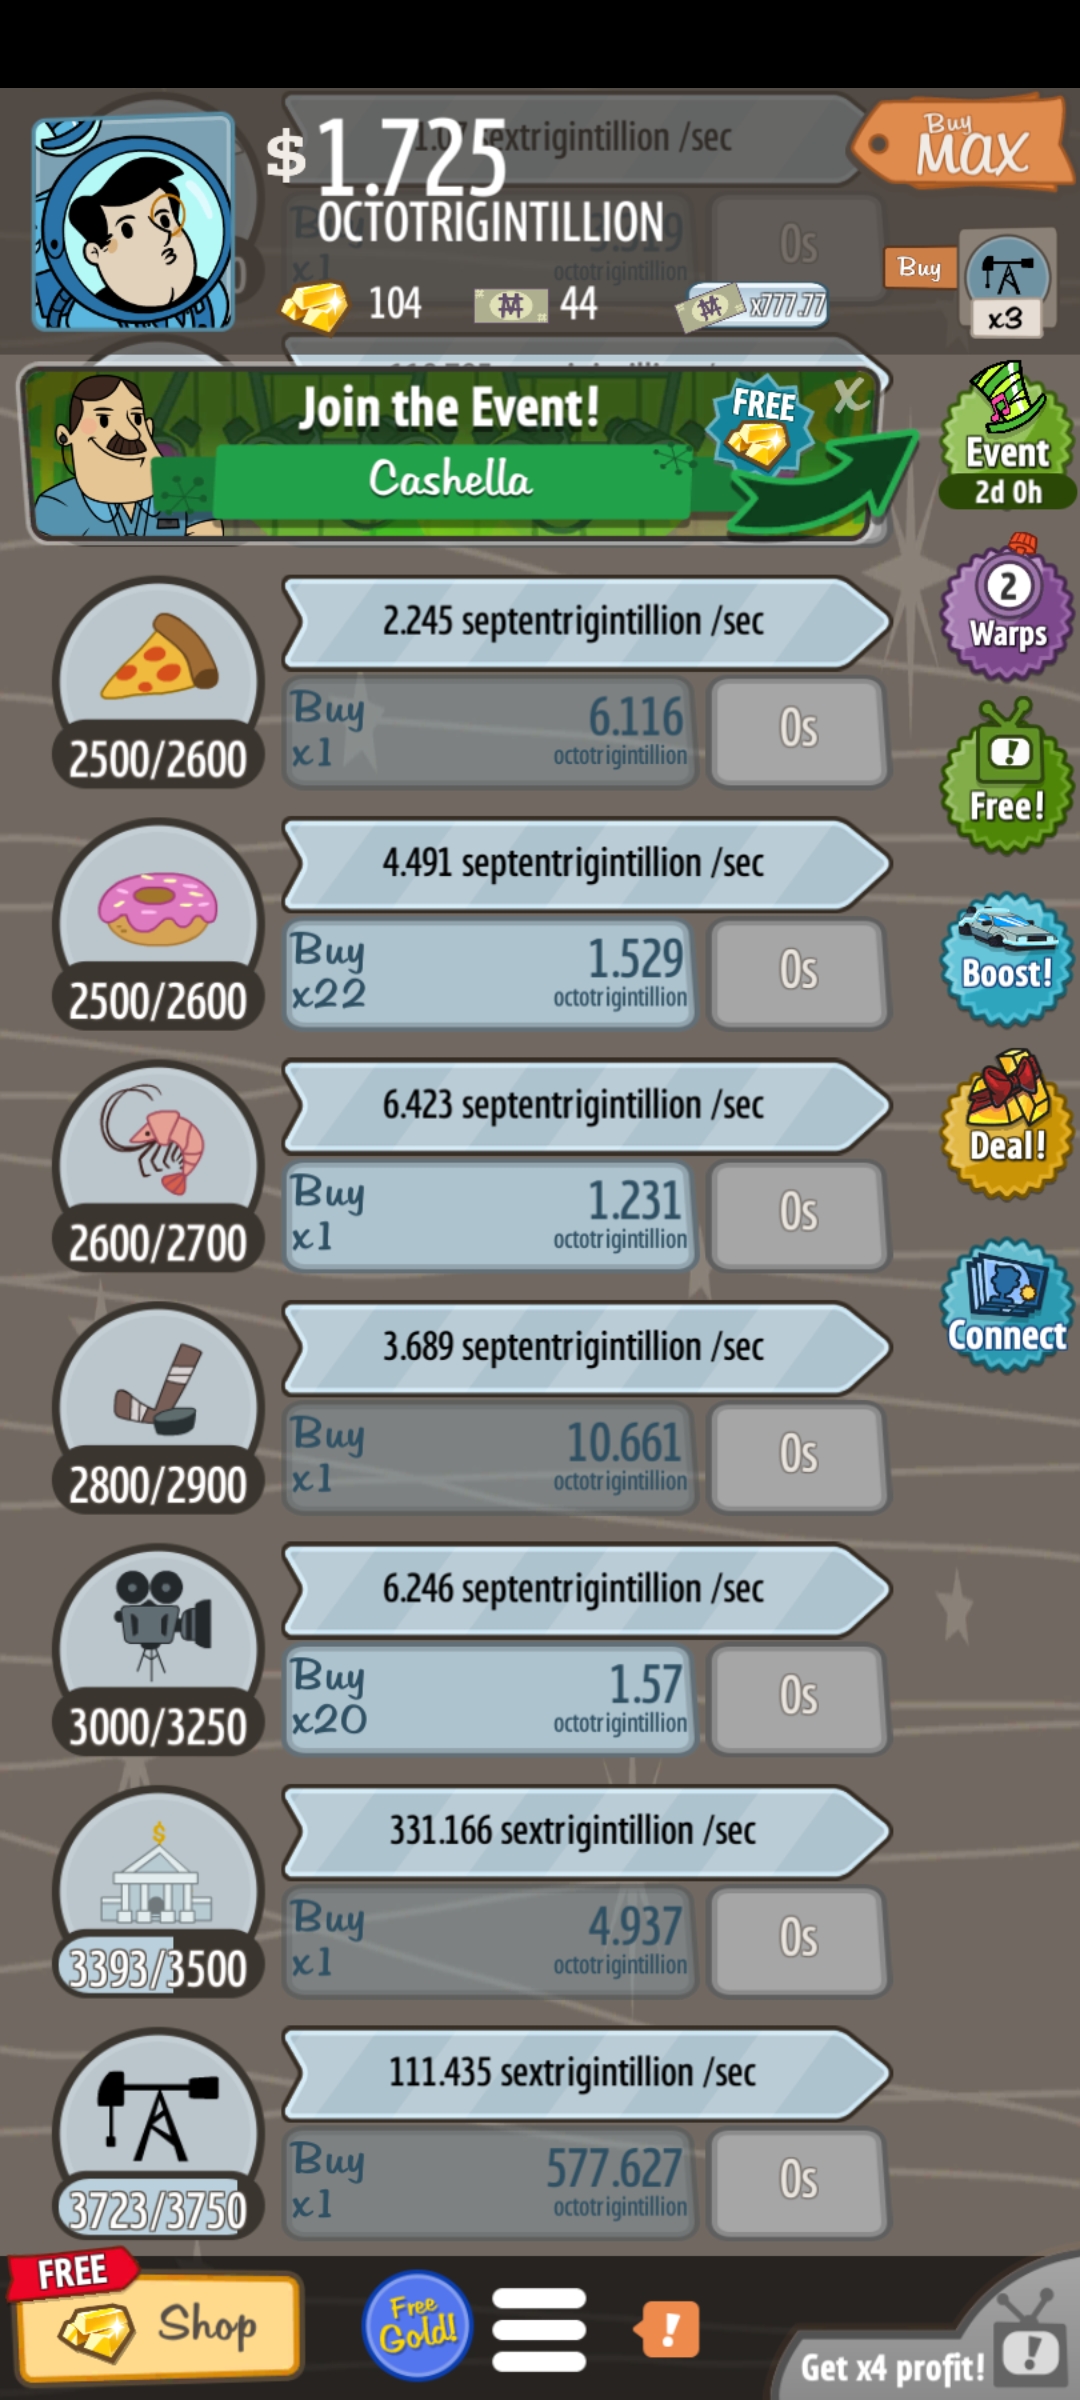 1.07 sextrigintillion /sec
$1.725
OCTOTRIGINTILLION
Buy
MAX
Buy
x1
3.319
octotrigintillion
0s
104
44
x777.77
Buy
x3
Join the Event!
Cashella
FREE
x
Event
2d 0h
2.245 septentrigintillion /sec
2500/2600
Buy
x1
6.116
octotrigintillion
0s
2
Warps
Free!
4.491 septentrigintillion /sec
2500/2600
Buy
x22
1.529
octotrigintillion
0s
Boost!
6.423 septentrigintillion /sec
2600/2700
Buy
x1
1.231
octotrigintillion
0s
Deal!
Connect
3.689 septentrigintillion /sec
2800/2900
Buy
x1
10.661
octotrigintillion
0s
6.246 septentrigintillion /sec
3000/3250
Buy
x20
1.57
octotrigintillion
0s
331.166 sextrigintillion /sec
3393/3500
Buy
x1
4.937
octotrigintillion
0s
111.435 sextrigintillion /sec
3723/3750
Buy
x1
577.627
octotrigintillion
0s
FREE
Shop
Free
Gold!
!
Get x4 profit!